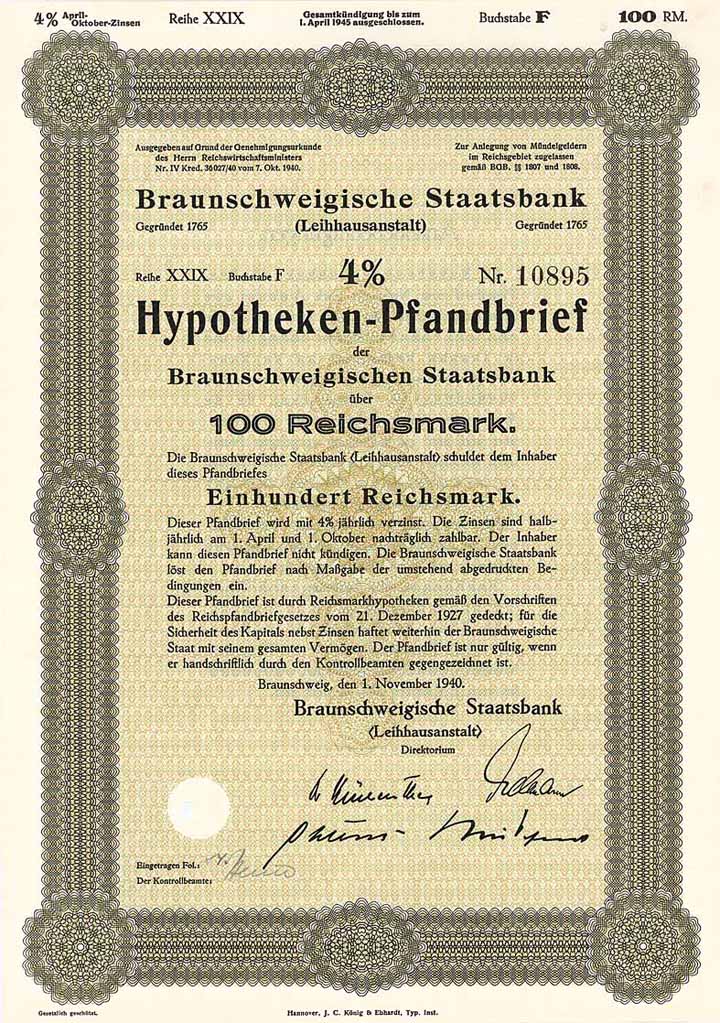 4% April-Oktober-Zinsen Reihe XXIX Gesamtkündigung bis zum 1. April 1945 ausgeschlossen. Buchstabe F 100 RM.
Ausgegeben auf Grund der Genehmigungsurkunde
des Herrn Reichswirtschaftsministers
Nr. IV Kred. 36027/40 vom 7. Okt. 1940.
Zur Anlegung von Mündelgeldern
im Reichsgebiet zugelassen
gemäß BGB. §§ 1807 und 1808.
Braunschweigische Staatsbank
Gegründet 1765 (Leihhausanstalt) Gegründet 1765
Reihe XXIX Buchstabe F 4% Nr. 10895
Hypotheken-Pfandbrief
der
Braunschweigischen Staatsbank
über
100 Reichsmark.
Die Braunschweigische Staatsbank (Leihhausanstalt) schuldet dem Inhaber
dieses Pfandbriefes
Einhundert Reichsmark.
Dieser Pfandbrief wird mit 4% jährlich verzinst. Die Zinsen sind halb-
jährlich am 1. April und 1. Oktober nachträglich zahlbar. Der Inhaber
kann diesen Pfandbrief nicht kündigen. Die Braunschweigische Staatsbank
löst den Pfandbrief nach Maßgabe der umstehend abgedruckten Be-
dingungen ein.
Dieser Pfandbrief ist durch Reichsmarkhypotheken gemäß den Vorschriften
des Reichspfandbriefgesetzes vom 21. Dezember 1927 gedeckt; für die
Sicherheit des Kapitals nebst Zinsen haftet weiterhin der Braunschweigische
Staat mit seinem gesamten Vermögen. Der Pfandbrief ist nur gültig, wenn
er handschriftlich durch den Kontrollbeamten gegengezeichnet ist.
Braunschweig, den 1. November 1940.
Braunschweigische Staatsbank
(Leihhausanstalt)
Direktorium
Eingetragen Fol.:
Der Kontrollbeamte:
Gesetzlich geschützt.
Hannover, J. C. König & Ebhardt, Typ. Inst.